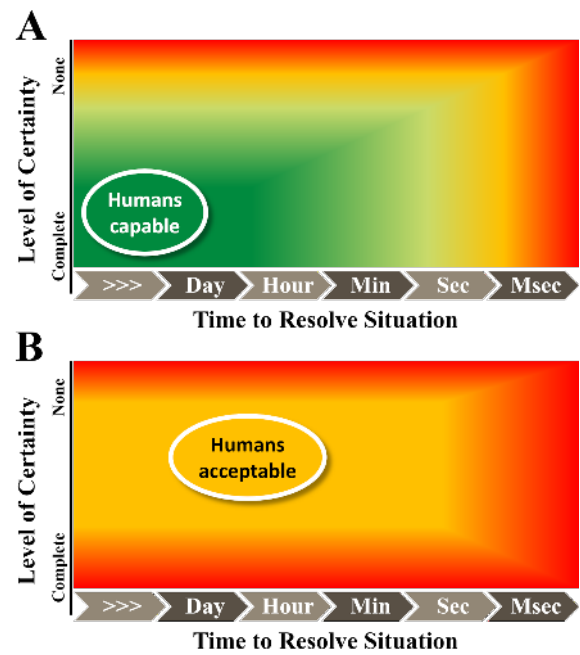 A
None
Level of Certainty
Complete
Humans
capable
>>> Day Hour Min Sec Msec
Time to Resolve Situation
B
None
Level of Certainty
Complete
Humans
acceptable
>>> Day Hour Min Sec Msec
Time to Resolve Situation